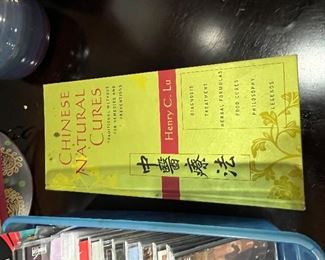 CHINESE
NATURAL
CURES
TRADITIONAL METHODS
FOR REMEDIES AND
PREVENTIONS
Henry C. Lu
DIAGNOSIS
TREATMENT
HERBAL FORMULAS
FOOD CURES
PHILOSOPHY
LEGENDS
中醫療法